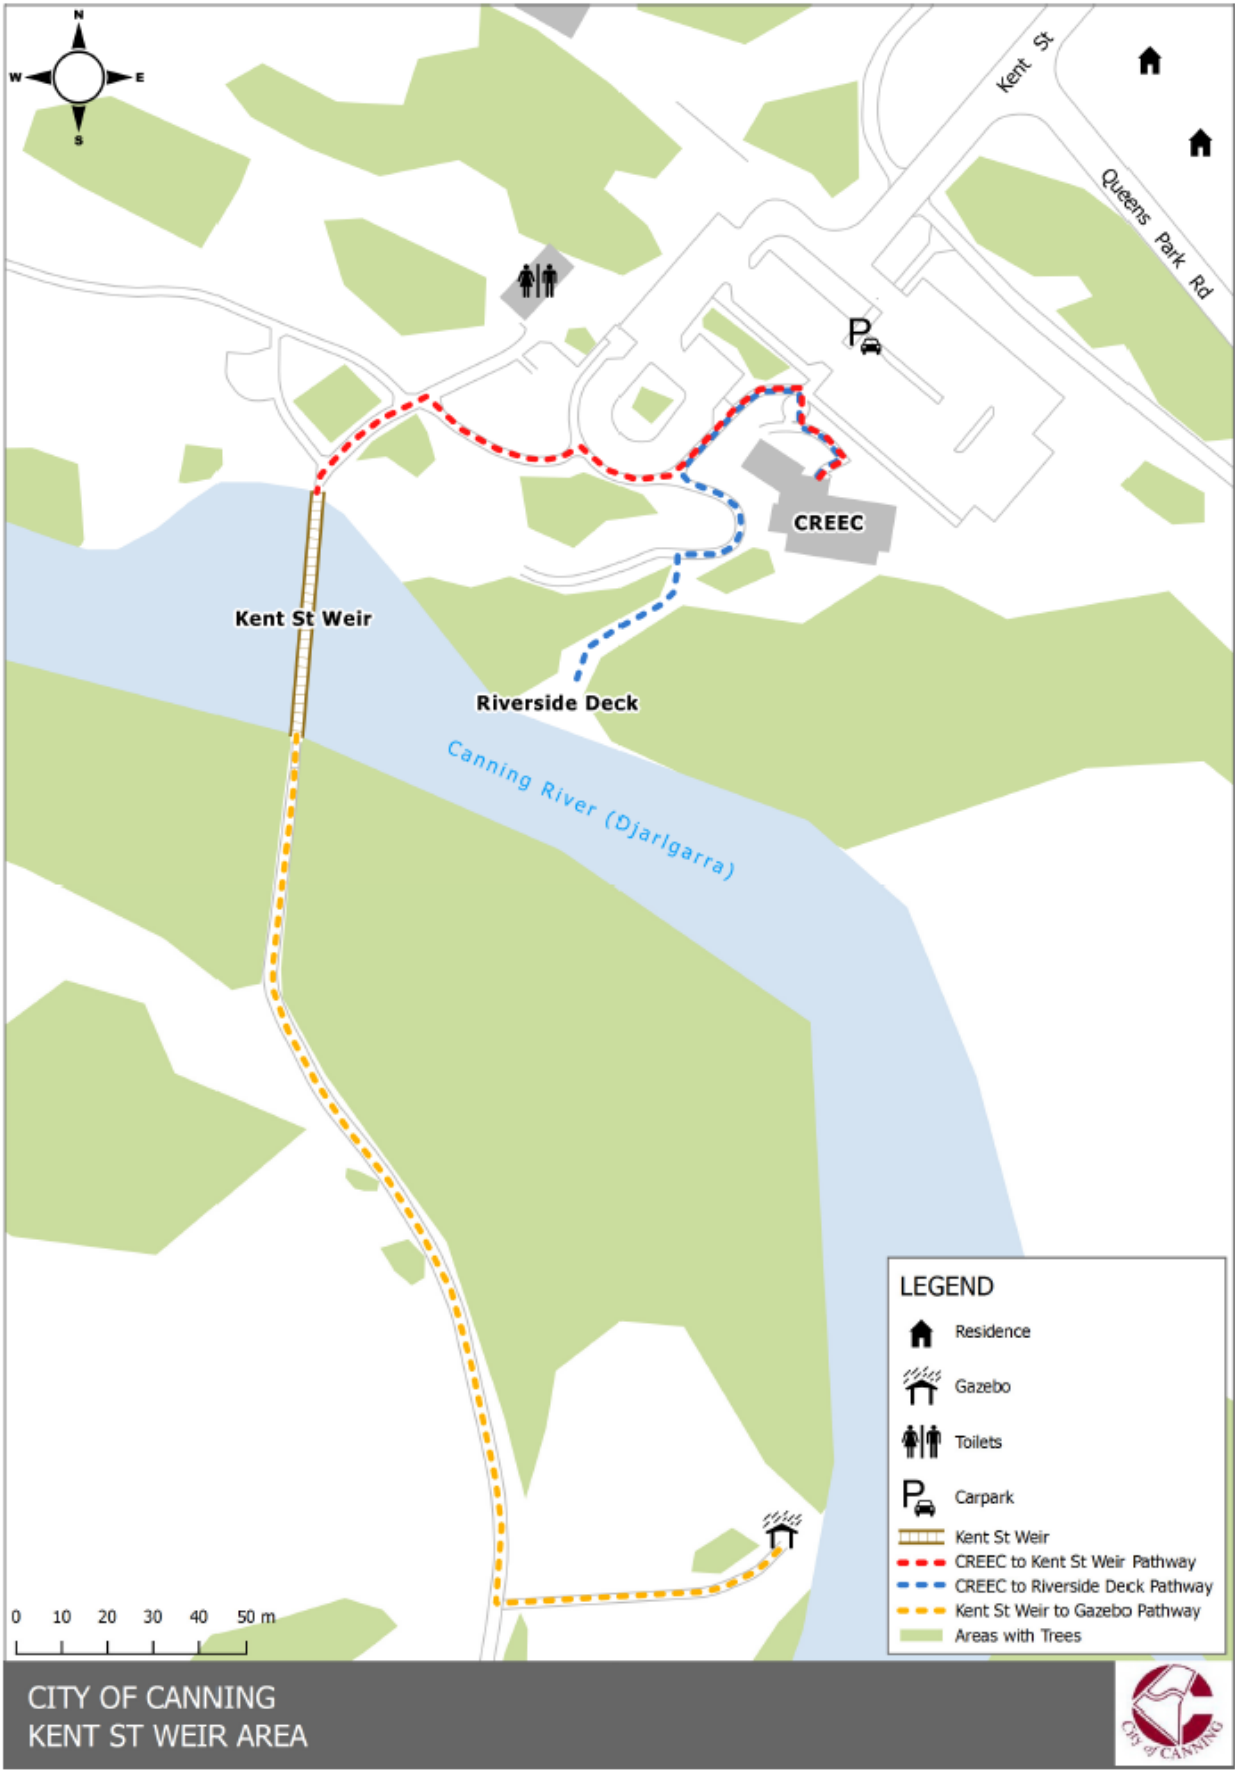 N
W E
S
Kent St
Queens Park Rd
P
CREEC
Kent St Weir
Riverside Deck
Canning River (Djarlgarra)
LEGEND
Residence
Gazebo
Toilets
P Carpark
Kent St Weir
CREEC to Kent St Weir Pathway
CREEC to Riverside Deck Pathway
Kent St Weir to Gazebo Pathway
Areas with Trees
0 10 20 30 40 50 m
CITY OF CANNING
KENT ST WEIR AREA
City of CANNING